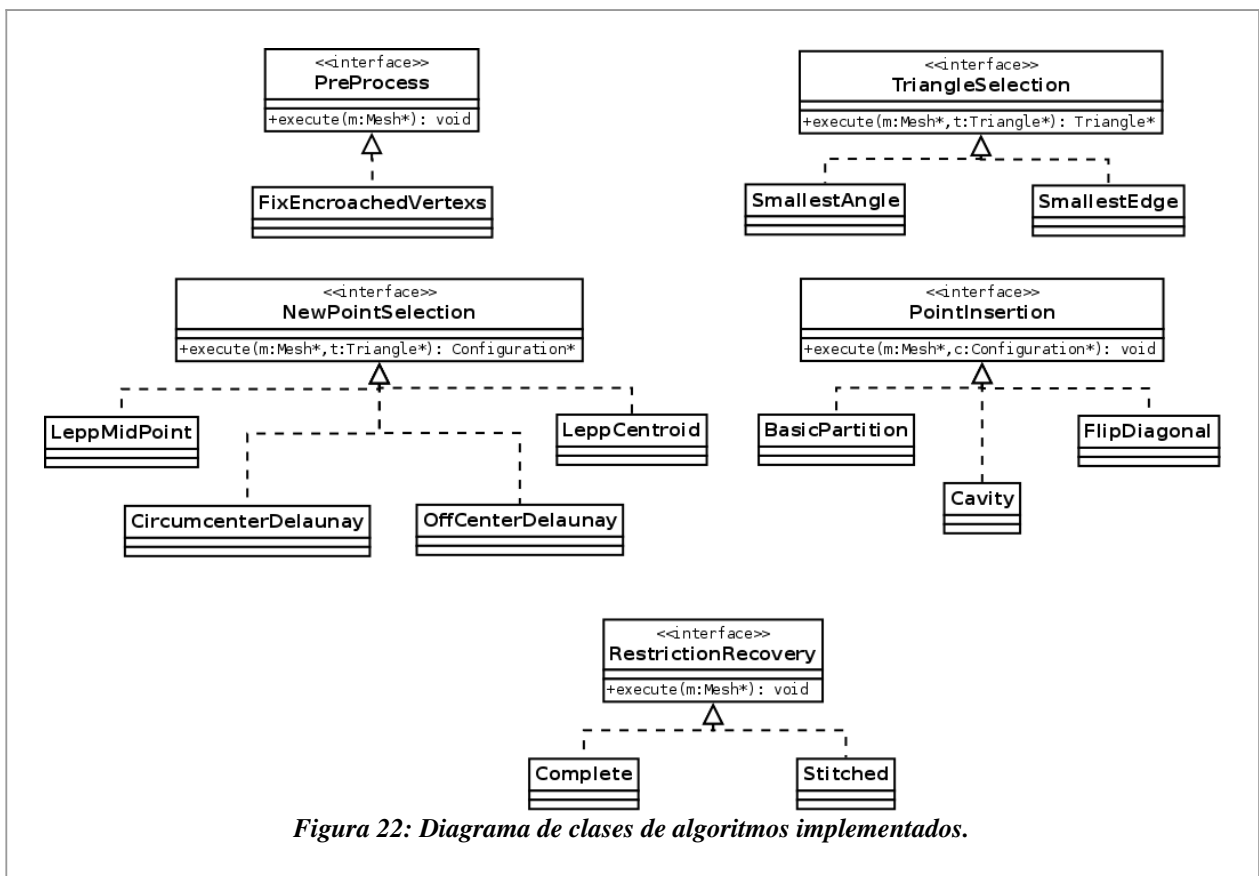 <<interface>>
PreProcess
+execute(m:Mesh*): void
FixEncroachedVertexs
<<interface>>
TriangleSelection
+execute(m:Mesh*,t:Triangle*): Triangle*
SmallestAngle
SmallestEdge
<<interface>>
NewPointSelection
+execute(m:Mesh*,t:Triangle*): Configuration*
LeppMidPoint
LeppCentroid
CircumcenterDelaunay
OffCenterDelaunay
<<interface>>
PointInsertion
+execute(m:Mesh*,c:Configuration*): void
BasicPartition
FlipDiagonal
Cavity
<<interface>>
RestrictionRecovery
+execute(m:Mesh*): void
Complete
Stitched
Figura 22: Diagrama de clases de algoritmos implementados.